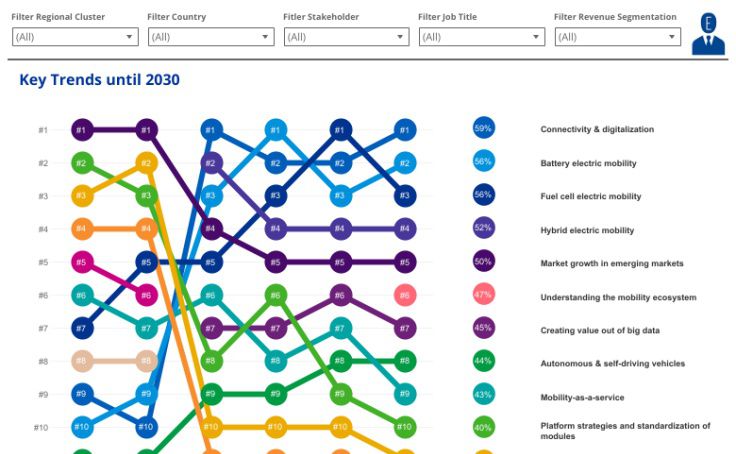 Filter Regional Cluster Filter Country Fitler Stakeholder Filter Job Title Filter Revenue Segmentation
(All) (All) (All) (All) (All)
E
Key Trends until 2030
#1 #1 #1 #1 #1 #1 #1 59% Connectivity & digitalization
#2 #2 #2 #2 #2 #2 #2 56% Battery electric mobility
#3 #3 #3 #3 #3 #3 #3 56% Fuel cell electric mobility
#4 #4 #4 #4 #4 #4 #4 52% Hybrid electric mobility
#5 #5 #5 #5 #5 #5 50% Market growth in emerging markets
#6 #6 #6 #6 #6 #6 #6 47% Understanding the mobility ecosystem
#7 #7 #7 #7 #7 #7 #7 45% Creating value out of big data
#8 #8 #8 #8 #8 #8 #8 44% Autonomous & self-driving vehicles
#9 #9 #9 #9 #9 #9 #9 43% Mobility-as-a-service
#10 #10 #10 #10 #10 #10 #10 40% Platform strategies and standardization of
modules